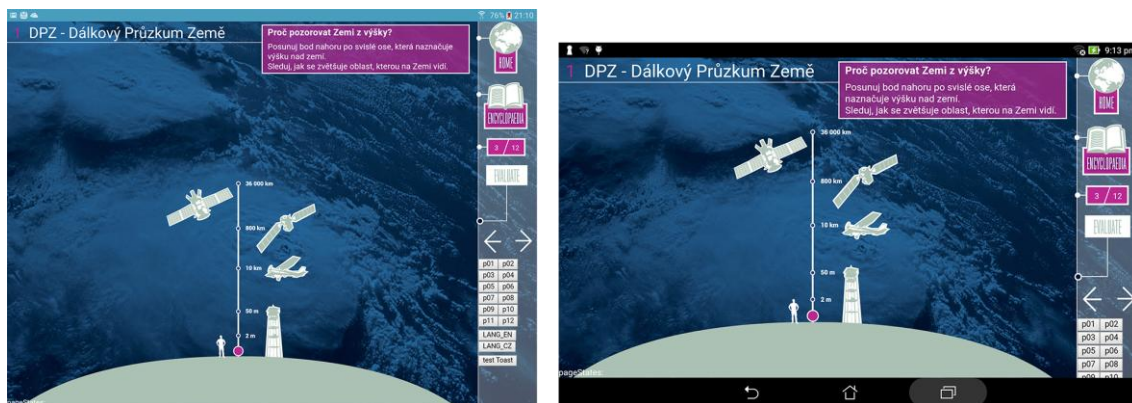 76% 21:10
1 DPZ - Dálkový Průzkum Země
Proč pozorovat Zemi z výšky?
Posunuj bod nahoru po svislé ose, která naznačuje
výšku nad zemí.
Sleduj, jak se zvětšuje oblast, kterou na Zemi vidí.
HOME
ENCYCLOPAEDIA
3 / 12
EVALUATE
36 000 km
800 km
10 km
50 m
2 m
p01 p02
p03 p04
p05 p06
p07 p08
p09 p10
p11 p12
LANG_EN
LANG_CZ
test Toast
pageStates
9:13 pm
1 DPZ - Dálkový Průzkum Země
Proč pozorovat Zemi z výšky?
Posunuj bod nahoru po svislé ose, která
naznačuje výšku nad zemí.
Sleduj, jak se zvětšuje oblast, kterou na Zemi vidí.
HOME
ENCYCLOPAEDIA
3 / 12
EVALUATE
36 000 km
800 km
10 km
50 m
2 m
p01 p02
p03 p04
p05 p06
p07 p08
p09 p10
pageStates